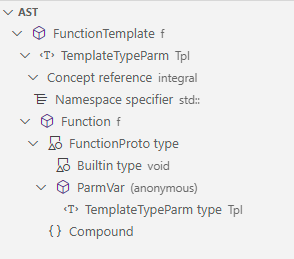 AST
FunctionTemplate f
<T> TemplateTypeParm Tpl
Concept reference integral
Namespace specifier std::
Function f
FunctionProto type
Builtin type void
ParmVar (anonymous)
<T> TemplateTypeParm type Tpl
{} Compound